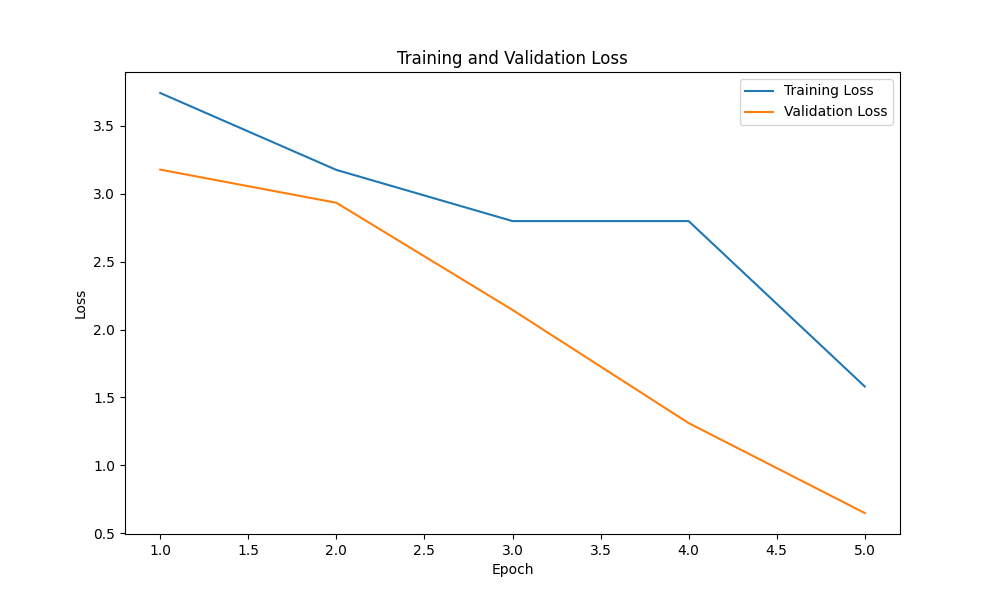 Training and Validation Loss
Training Loss
Validation Loss
3.5
3.0
2.5
2.0
1.5
1.0
0.5
Loss
1.0 1.5 2.0 2.5 3.0 3.5 4.0 4.5 5.0
Epoch